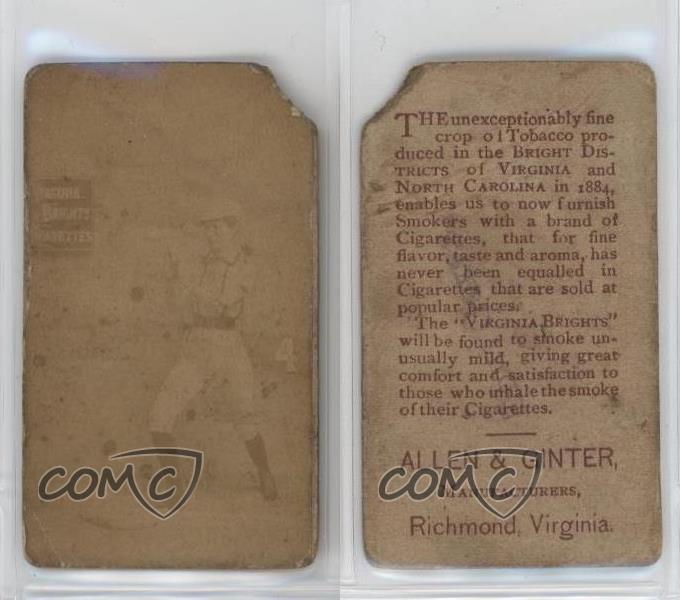 VIRGINIA
BRIGHTS
CIGARETTES
4
COMC
THE unexceptionably fine
crop of Tobacco pro-
duced in the BRIGHT DIS-
TRICTS of VIRGINIA and
NORTH CAROLINA in 1884,
enables us to now furnish
Smokers with a brand of
Cigarettes, that for fine
flavor, taste and aroma, has
never been equalled in
Cigarettes that are sold at
popular prices.
The "VIRGINIA BRIGHTS"
will be found to smoke un-
usually mild, giving great
comfort and satisfaction to
those who inhale the smoke
of their Cigarettes.
ALLEN & GINTER,
MANUFACTURERS,
Richmond, Virginia.
COMC